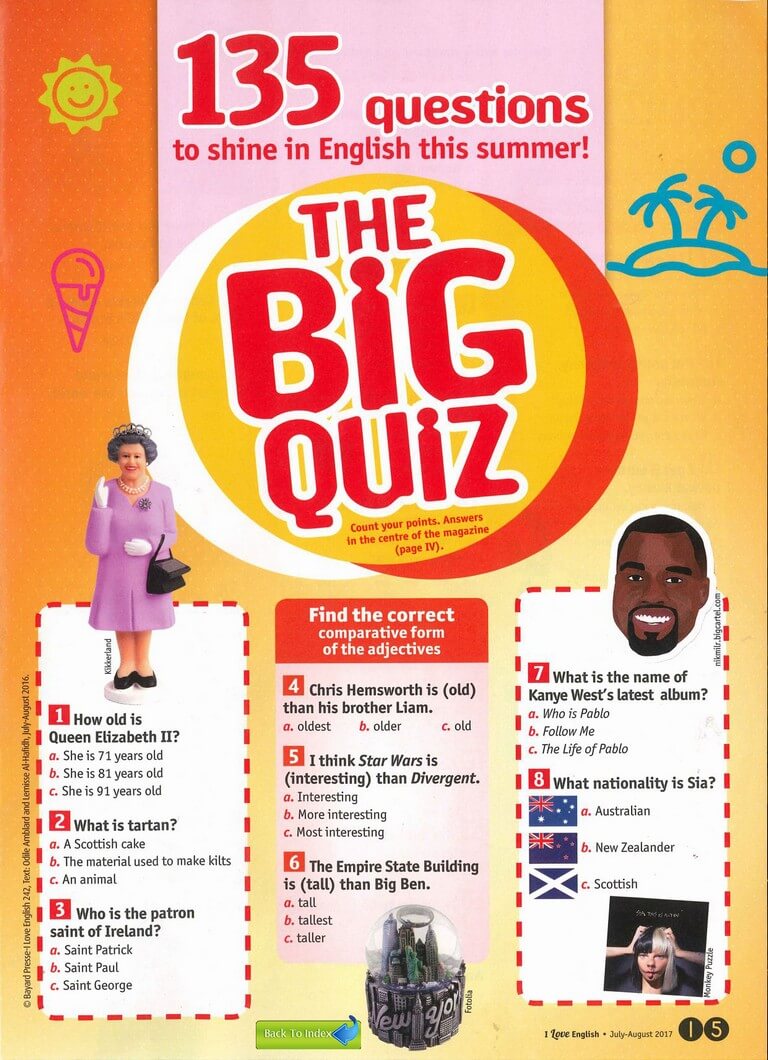 135 questions
to shine in English this summer!
THE
BiG
QUiZ
Count your points. Answers
in the centre of the magazine
(page IV).
Kikkerland
© Bayard Presse-I Love English 242, Text: Odile Amblard and Lemisse Al-Hafidh, July-August 2016.
1 How old is
Queen Elizabeth II?
a. She is 71 years old
b. She is 81 years old
c. She is 91 years old
2 What is tartan?
a. A Scottish cake
b. The material used to make kilts
c. An animal
3 Who is the patron
saint of Ireland?
a. Saint Patrick
b. Saint Paul
c. Saint George
Find the correct
comparative form
of the adjectives
4 Chris Hemsworth is (old)
than his brother Liam.
a. oldest b. older c. old
5 I think Star Wars is
(interesting) than Divergent.
a. Interesting
b. More interesting
c. Most interesting
6 The Empire State Building
is (tall) than Big Ben.
a. tall
b. tallest
c. taller
New york
Fotolia
nikmilr.bigcartel.com
7 What is the name of
Kanye West's latest album?
a. Who is Pablo
b. Follow Me
c. The Life of Pablo
8 What nationality is Sia?
a. Australian
b. New Zealander
c. Scottish
SIA THIS IS ACTING
Monkey Puzzle
Back To Index
I Love English • July-August 2017 15